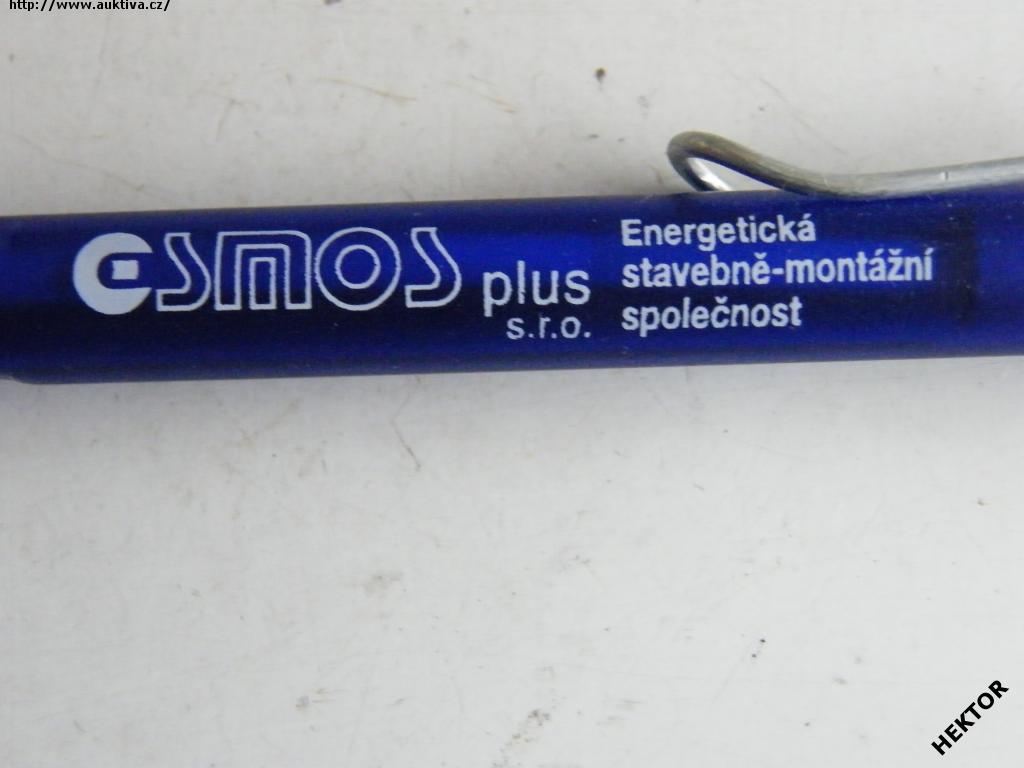 http://www.auktiva.cz/
esmos plus
s.r.o.
Energetická
stavebně-montážní
společnost
HEKTOR